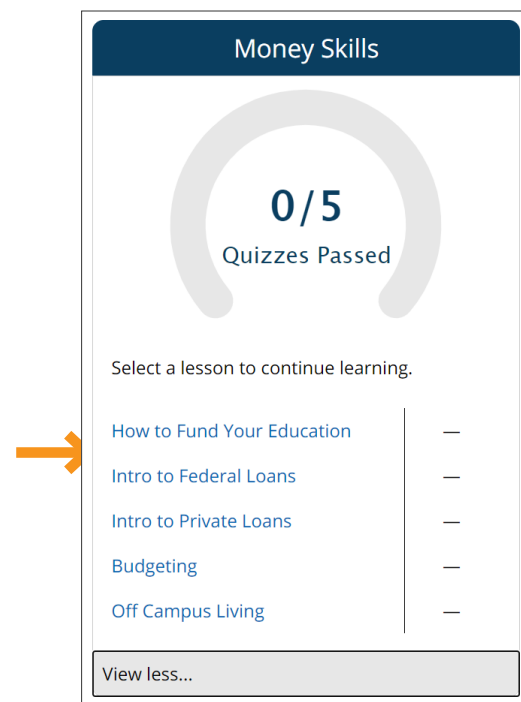 Money Skills
0/5
Quizzes Passed
Select a lesson to continue learning.
How to Fund Your Education —
Intro to Federal Loans —
Intro to Private Loans —
Budgeting —
Off Campus Living —
View less...